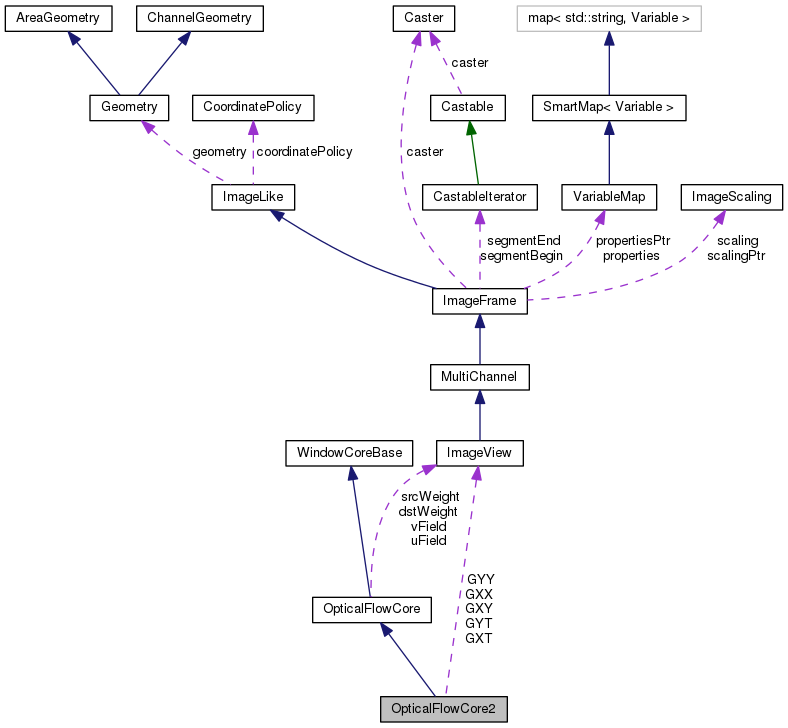 AreaGeometry
ChannelGeometry
Caster
map< std::string, Variable >
caster
Geometry
CoordinatePolicy
Castable
SmartMap< Variable >
geometry
coordinatePolicy
caster
ImageLike
CastableIterator
VariableMap
ImageScaling
segmentEnd
segmentBegin
propertiesPtr
properties
scaling
scalingPtr
ImageFrame
MultiChannel
WindowCoreBase
ImageView
srcWeight
dstWeight
vField
uField
GYY
GXX
GXY
GYT
GXT
OpticalFlowCore
OpticalFlowCore2